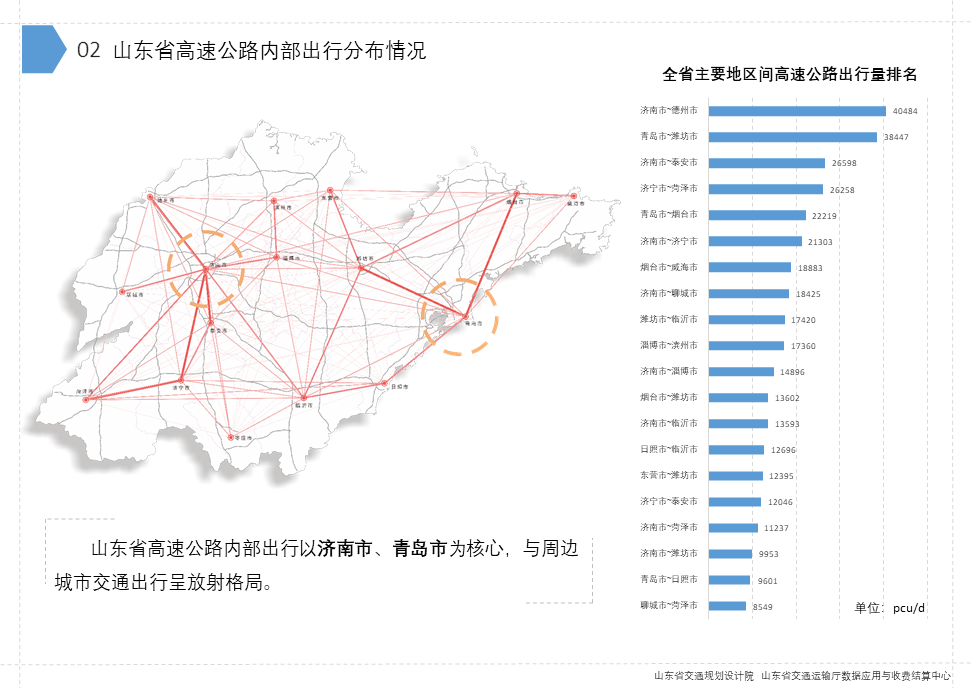 02 山东省高速公路内部出行分布情况
全省主要地区间高速公路出行量排名
济南市~德州市 40484
青岛市~潍坊市 38447
济南市~泰安市 26598
济宁市~菏泽市 26258
青岛市~烟台市 22219
济南市~济宁市 21303
烟台市~威海市 18883
济南市~聊城市 18425
潍坊市~临沂市 17420
淄博市~滨州市 17360
济南市~淄博市 14896
烟台市~潍坊市 13602
济南市~临沂市 13593
日照市~临沂市 12696
东营市~潍坊市 12395
济宁市~泰安市 12046
济南市~菏泽市 11237
济南市~潍坊市 9953
青岛市~日照市 9601
聊城市~菏泽市 8549
单位：pcu/d
德州市
滨州市
东营市
烟台市
威海市
济南市
淄博市
潍坊市
聊城市
泰安市
青岛市
菏泽市
济宁市
日照市
临沂市
枣庄市
山东省高速公路内部出行以济南市、青岛市为核心，与周边
城市交通出行呈放射格局。
山东省交通规划设计院 山东省交通运输厅数据应用与收费结算中心